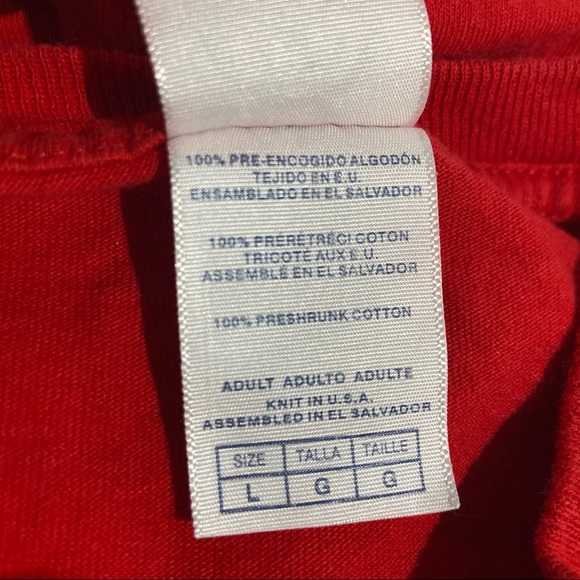 100% PRE-ENCOGIDO ALGODÓN
TEJIDO EN E.U.
ENSAMBLADO EN EL SALVADOR
100% PRÉRÉTRÉCI COTON
TRICOTÉ AUX E.U.
ASSEMBLÉ EN EL SALVADOR
100% PRESHRUNK COTTON
ADULT ADULTO ADULTE
KNIT IN U.S.A.
ASSEMBLED IN EL SALVADOR
SIZE TALLA TAILLE
L G G